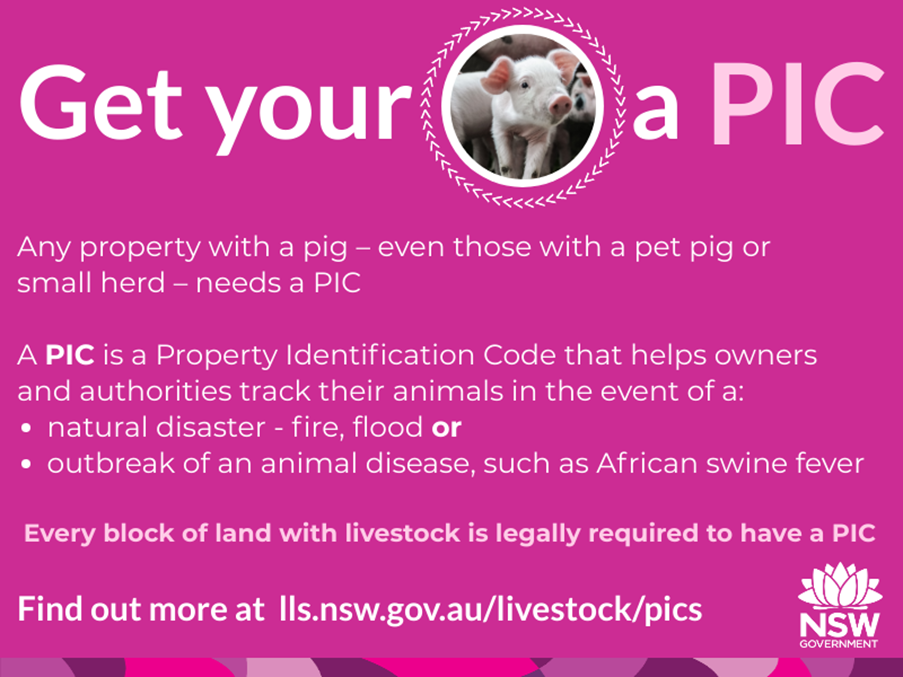 Get your a PIC
Any property with a pig – even those with a pet pig or
small herd – needs a PIC
A PIC is a Property Identification Code that helps owners
and authorities track their animals in the event of a:
• natural disaster - fire, flood or
• outbreak of an animal disease, such as African swine fever
Every block of land with livestock is legally required to have a PIC
Find out more at lls.nsw.gov.au/livestock/pics
NSW
GOVERNMENT